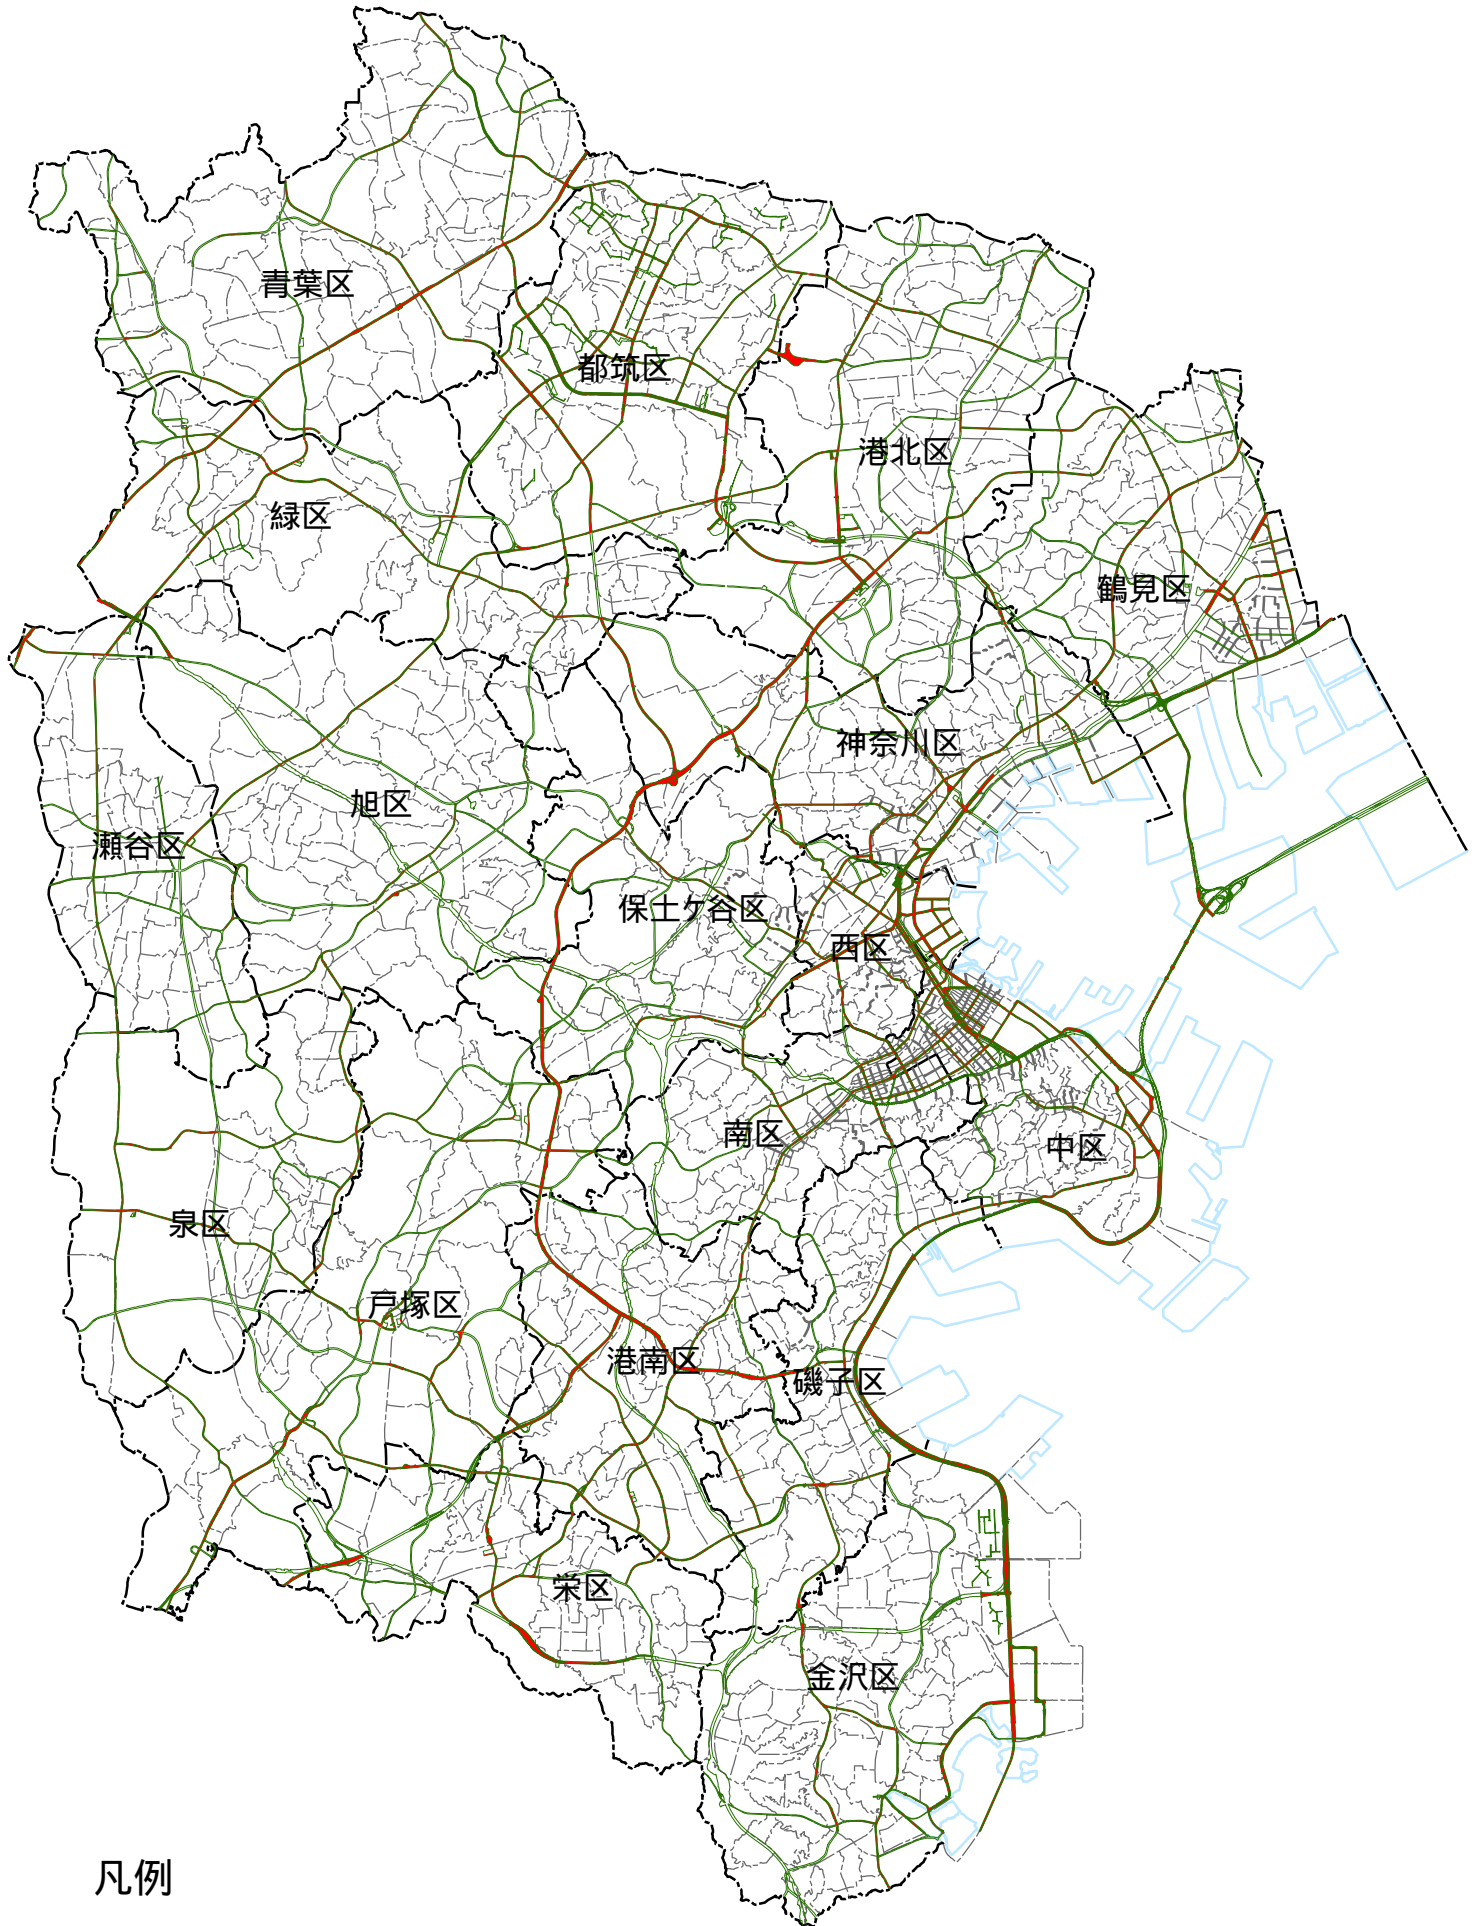 青葉区
都筑区
港北区
緑区
鶴見区
神奈川区
旭区
瀬谷区
保土ヶ谷区
西区
南区
中区
泉区
戸塚区
港南区
磯子区
栄区
金沢区
凡例